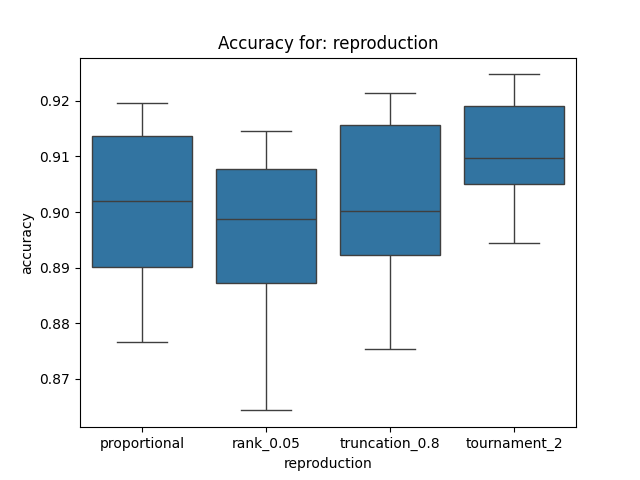 Accuracy for: reproduction
accuracy
0.92
0.91
0.90
0.89
0.88
0.87
proportional
rank_0.05
truncation_0.8
tournament_2
reproduction